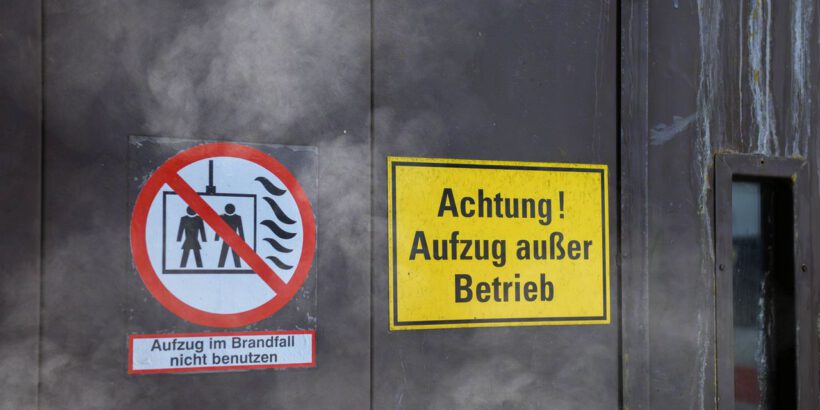 Aufzug im Brandfall
nicht benutzen
Achtung!
Aufzug außer
Betrieb